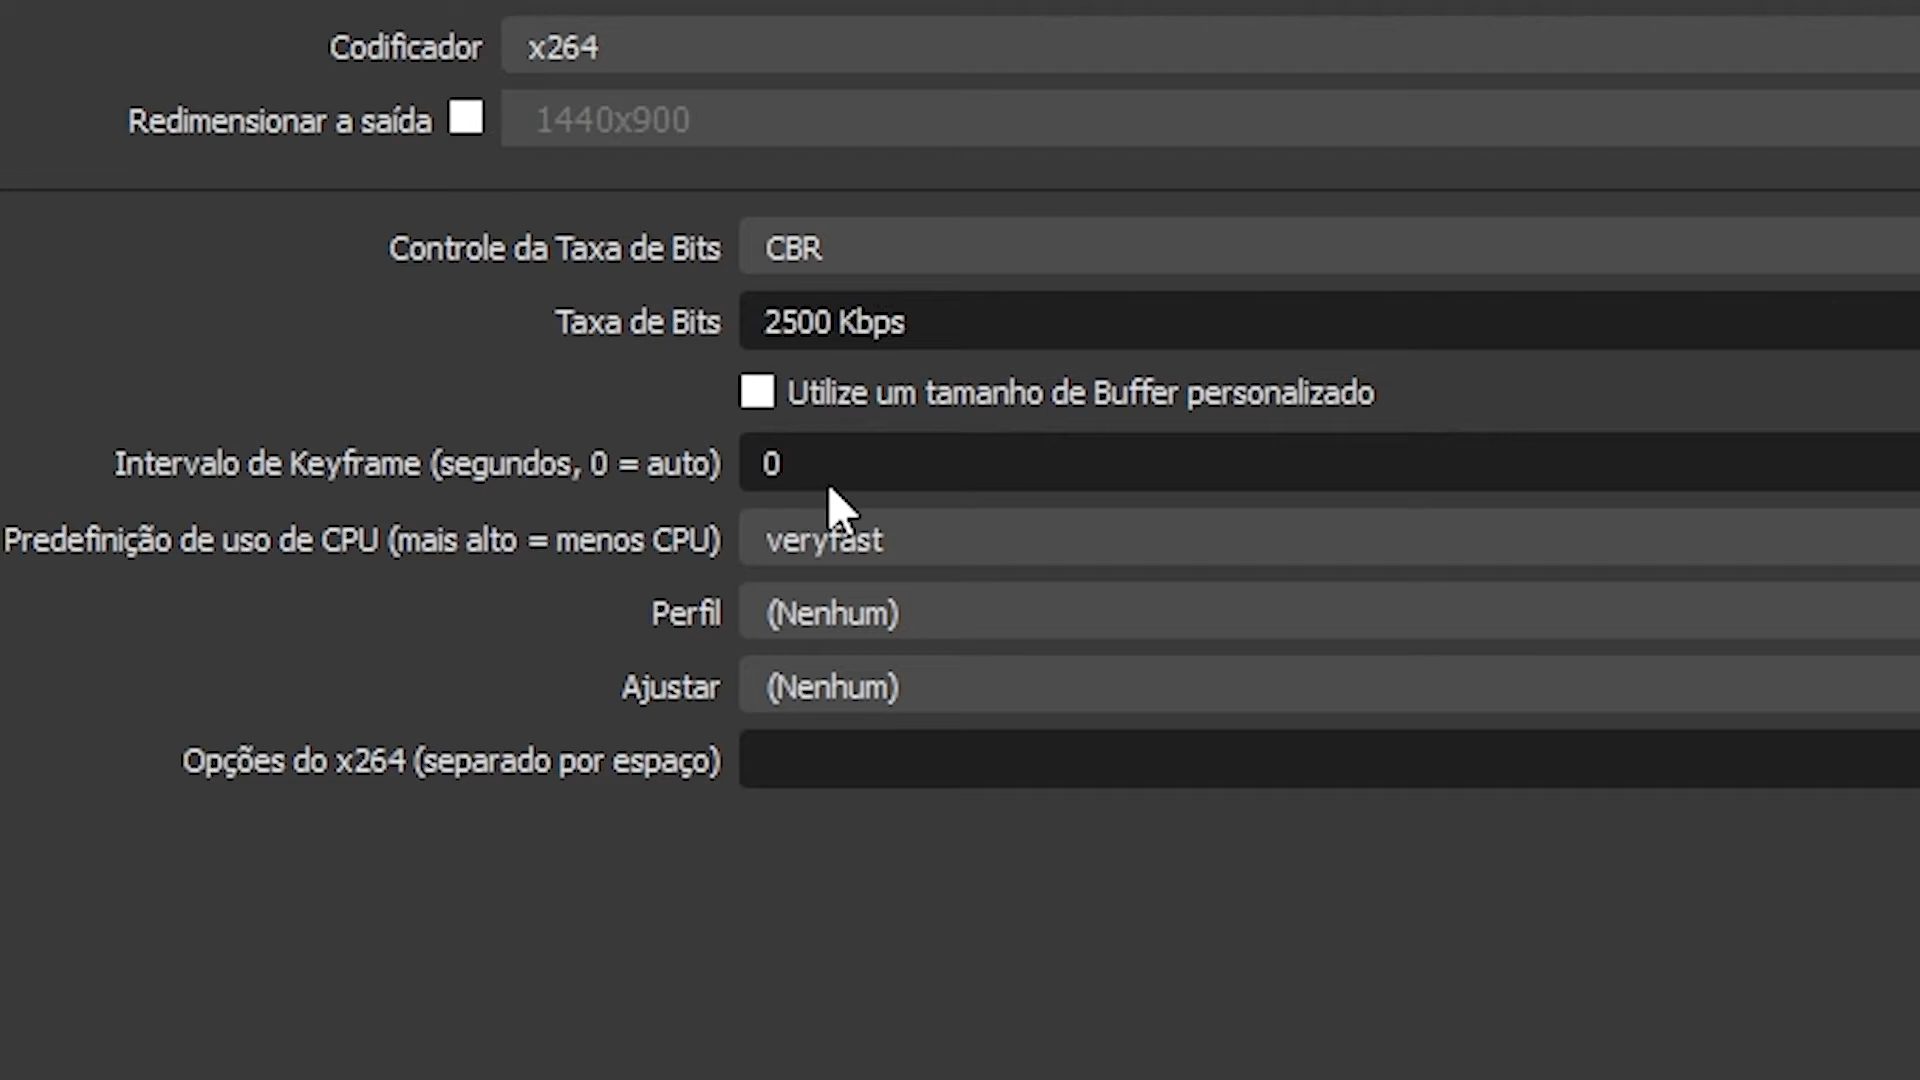 Codificador x264
Redimensionar a saída 1440x900
Controle da Taxa de Bits CBR
Taxa de Bits 2500 Kbps
Utilize um tamanho de Buffer personalizado
Intervalo de Keyframe (segundos, 0 = auto) 0
Predefinição de uso de CPU (mais alto = menos CPU) veryfast
Perfil (Nenhum)
Ajustar (Nenhum)
Opções do x264 (separado por espaço)